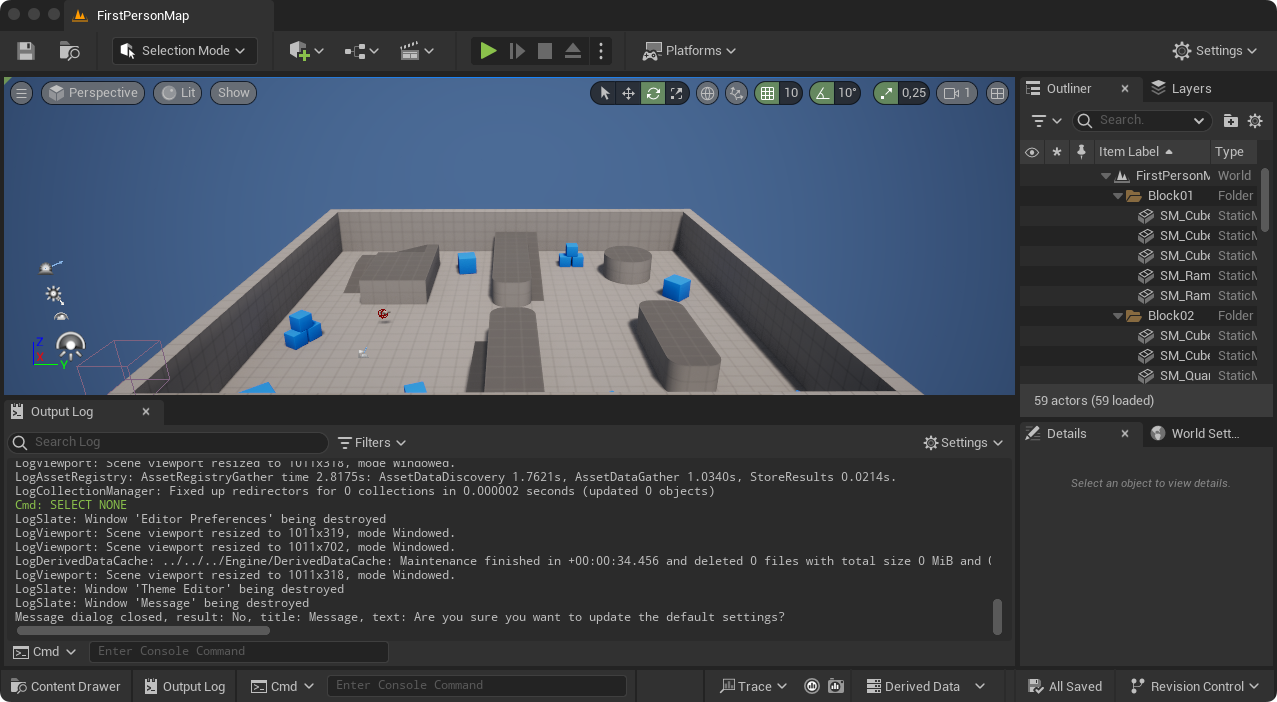 FirstPersonMap
Selection Mode
Platforms
Settings
Perspective
Lit
Show
10
10°
0,25
1
Z
X
Y
Outliner
Layers
Search.
Item Label
Type
FirstPersonM World
Block01 Folder
SM_Cube StaticM
SM_Cube StaticM
SM_Cube StaticM
SM_Ram StaticM
SM_Ram StaticM
Block02 Folder
SM_Cube StaticM
SM_Cube StaticM
SM_Qua StaticM
59 actors (59 loaded)
Output Log
Search Log
Filters
Settings
LogViewport: Scene viewport resized to 1011x318, mode Windowed.
LogAssetRegistry: AssetRegistryGather time 2.8175s: AssetDataDiscovery 1.7621s, AssetDataGather 1.0340s, StoreResults 0.0214s.
LogCollectionManager: Fixed up redirectors for 0 collections in 0.000002 seconds (updated 0 objects)
Cmd: SELECT NONE
LogSlate: Window 'Editor Preferences' being destroyed
LogViewport: Scene viewport resized to 1011x319, mode Windowed.
LogViewport: Scene viewport resized to 1011x702, mode Windowed.
LogDerivedDataCache: ../../../Engine/DerivedDataCache: Maintenance finished in +00:00:34.456 and deleted 0 files with total size 0 MiB and
LogViewport: Scene viewport resized to 1011x318, mode Windowed.
LogSlate: Window 'Theme Editor' being destroyed
LogSlate: Window 'Message' being destroyed
Message dialog closed, result: No, title: Message, text: Are you sure you want to update the default settings?
Cmd
Enter Console Command
Details
World Sett...
Select an object to view details.
Content Drawer
Output Log
Cmd
Enter Console Command
Trace
Derived Data
All Saved
Revision Control